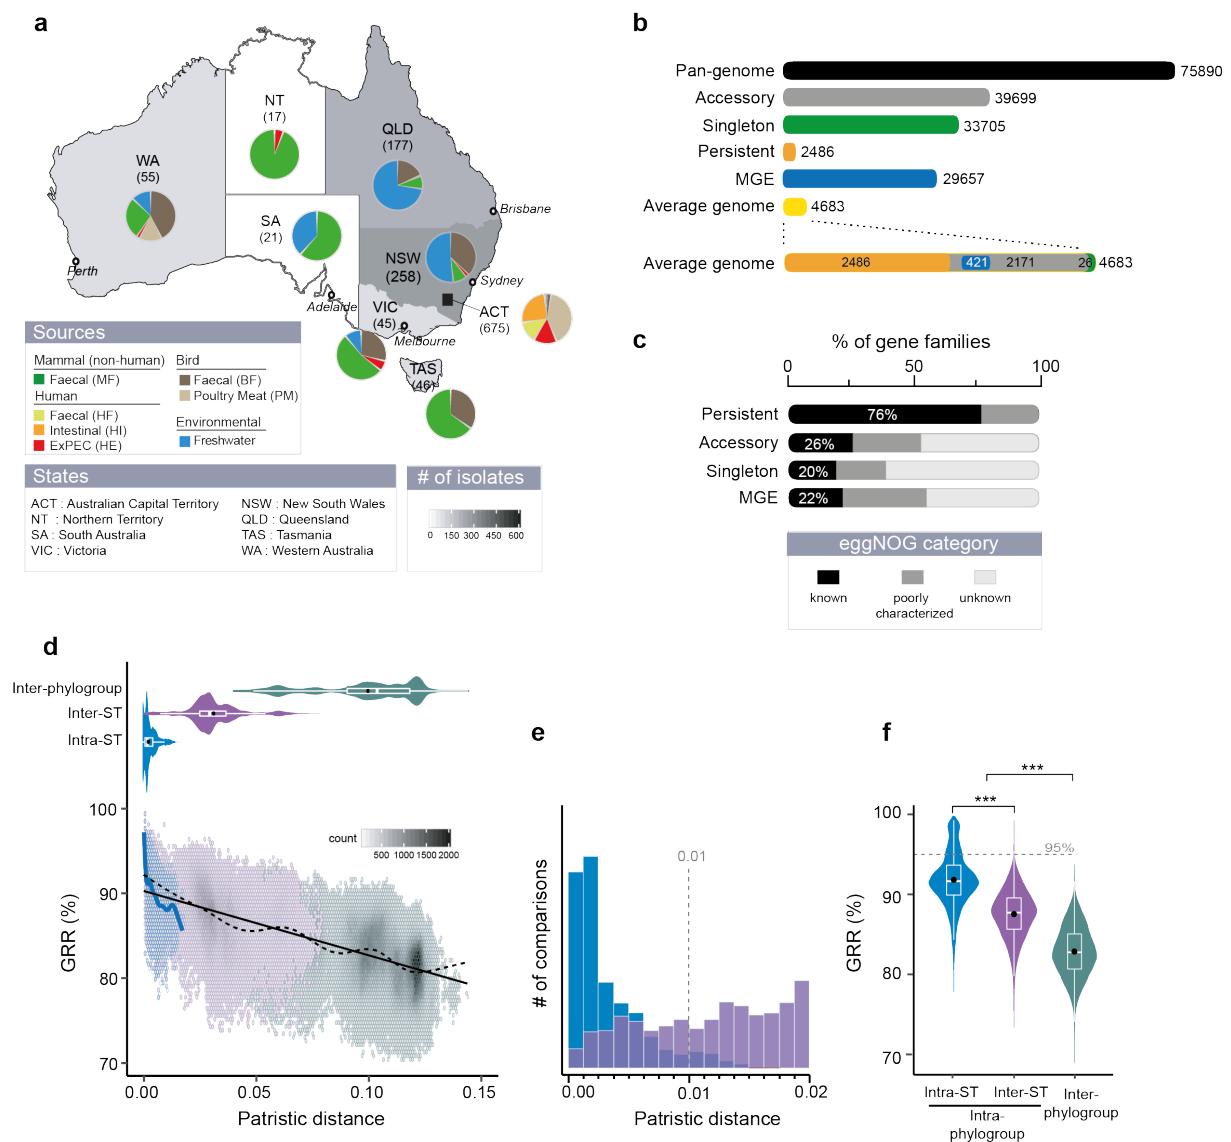 a
NT
(17)
QLD
(177)
WA
(55)
SA
(21)
NSW
(258)
VIC
(45)
ACT
(675)
TAS
(46)
Brisbane
Sydney
Perth
Adelaide
Melbourne
Sources
Mammal (non-human)
Faecal (MF)
Human
Faecal (HF)
Intestinal (HI)
ExPEC (HE)
Bird
Faecal (BF)
Poultry Meat (PM)
Environmental
Freshwater
States
ACT : Australian Capital Territory
NT : Northern Territory
SA : South Australia
VIC : Victoria
NSW : New South Wales
QLD : Queensland
TAS : Tasmania
WA : Western Australia
# of isolates
0 150 300 450 600
b
Pan-genome 75890
Accessory 39699
Singleton 33705
Persistent 2486
MGE 29657
Average genome 4683
Average genome 2486 421 2171 26 4683
c
% of gene families
0 50 100
Persistent 76%
Accessory 26%
Singleton 20%
MGE 22%
eggNOG category
known
poorly
characterized
unknown
d
Inter-phylogroup
Inter-ST
Intra-ST
count
500 1000 1500 2000
GRR (%)
100
90
80
70
0.00 0.05 0.10 0.15
Patristic distance
e
# of comparisons
0.01
0.00 0.01 0.02
Patristic distance
f
***
***
95%
GRR (%)
100
90
80
70
Intra-ST Inter-ST
Intra-
phylogroup
Inter-
phylogroup